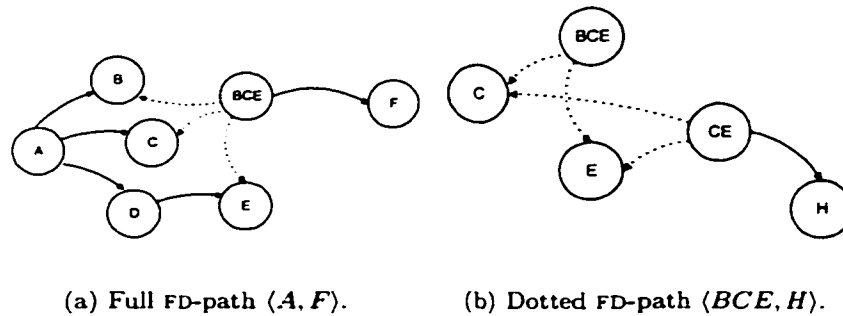 B
BCE
F
A
C
D
E
BCE
C
CE
E
H
(a) Full FD-path ⟨A, F⟩.
(b) Dotted FD-path ⟨BCE, H⟩.